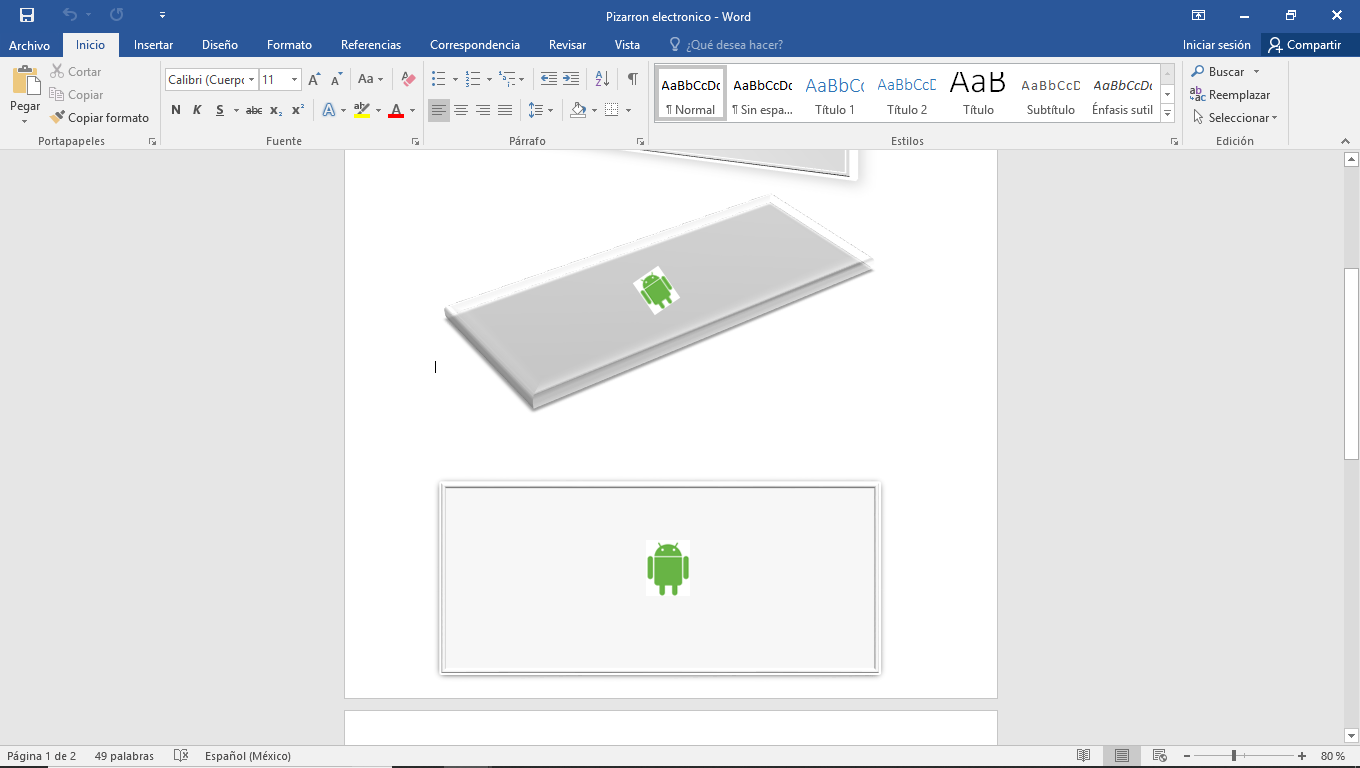 Pizarron electronico - Word
Archivo Inicio Insertar Diseño Formato Referencias Correspondencia Revisar Vista ¿Qué desea hacer? Iniciar sesión Compartir
Pegar
Cortar
Copiar
Copiar formato
Portapapeles
Calibri (Cuerpo 11 A A Aa
N K S abc x₂ x² A A
Fuente
Párrafo
AaBbCcDc AaBbCcDc AaBbCc AaBbCcD AaB AaBbCcD AaBbCcDc
¶ Normal ¶ Sin espa... Título 1 Título 2 Título Subtítulo Énfasis sutil
Estilos
Buscar
Reemplazar
Seleccionar
Edición
Página 1 de 2 49 palabras Español (México) 80 %